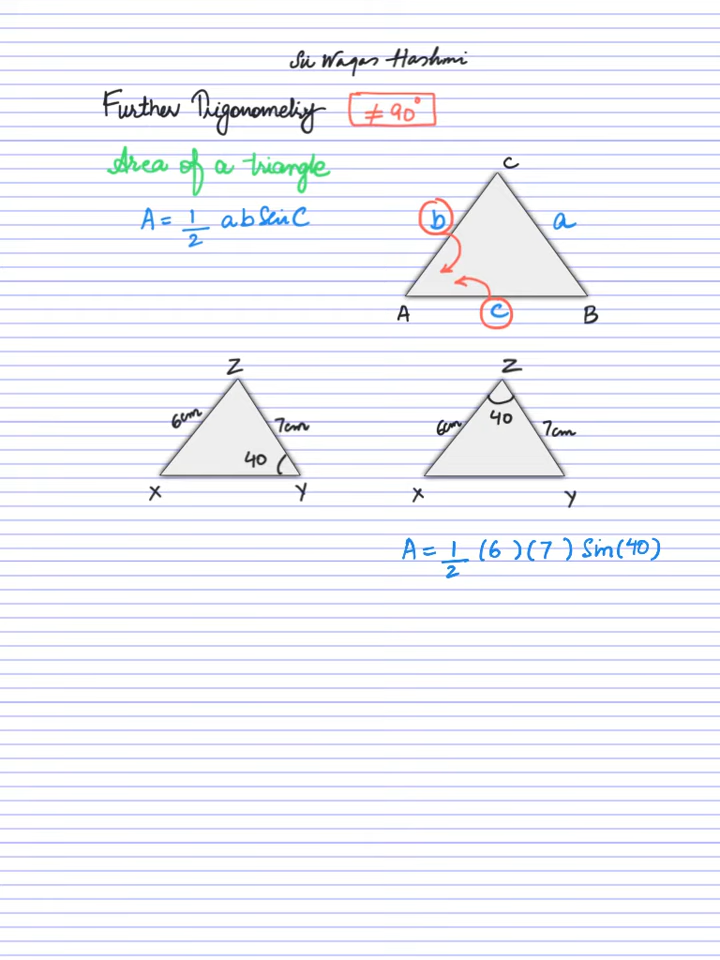 Sir Waqas Hashmi
Further Trigonometry ≠ 90°
Area of a triangle
A = 1/2 ab Sin C
C
b a
A c B
Z
6cm 7cm
40
X Y
Z
40
6cm 7cm
X Y
A = 1/2 (6)(7) Sin(40)